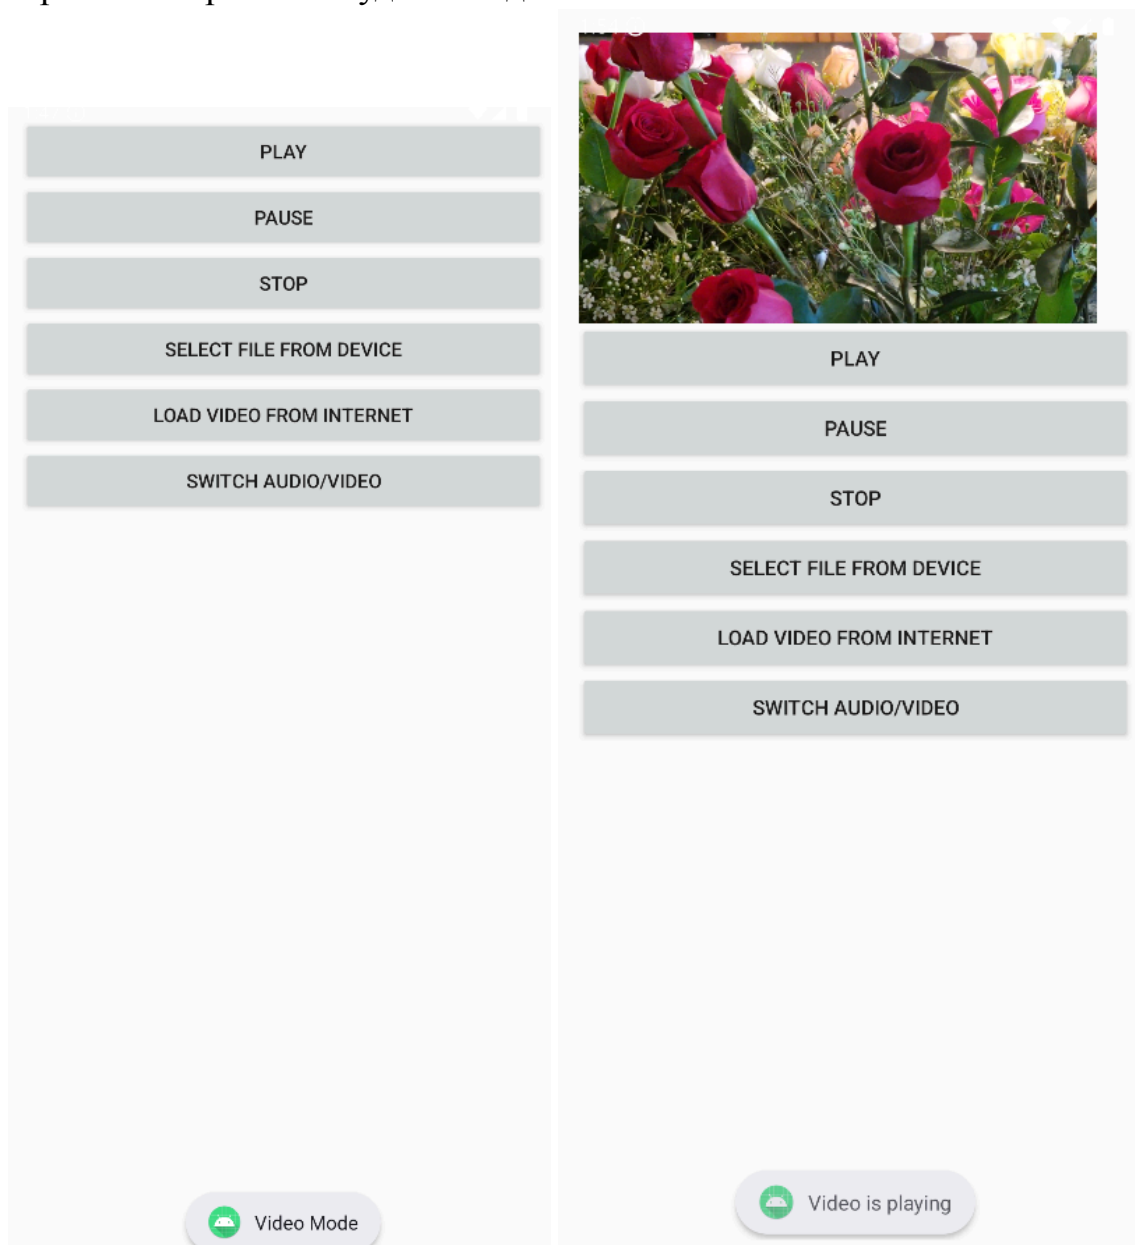 PLAY
PAUSE
STOP
SELECT FILE FROM DEVICE
LOAD VIDEO FROM INTERNET
SWITCH AUDIO/VIDEO
Video Mode
PLAY
PAUSE
STOP
SELECT FILE FROM DEVICE
LOAD VIDEO FROM INTERNET
SWITCH AUDIO/VIDEO
Video is playing